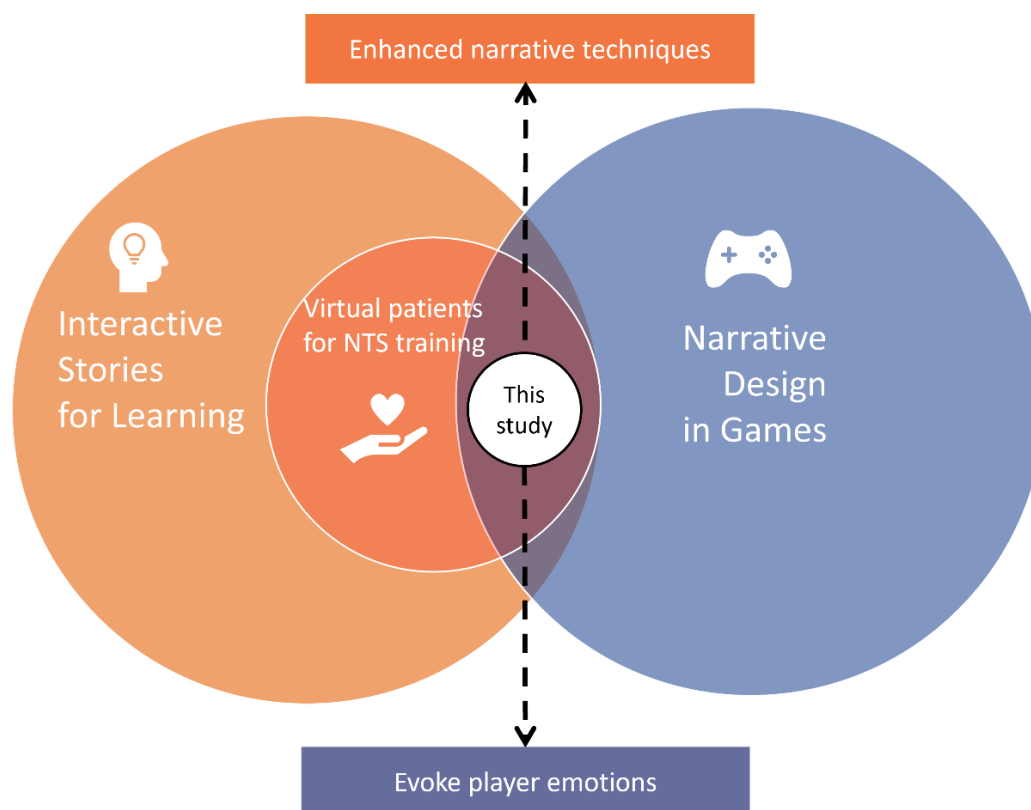 Enhanced narrative techniques
Interactive
Stories
for Learning
Virtual patients
for NTS training
This
study
Narrative
Design
in Games
Evoke player emotions